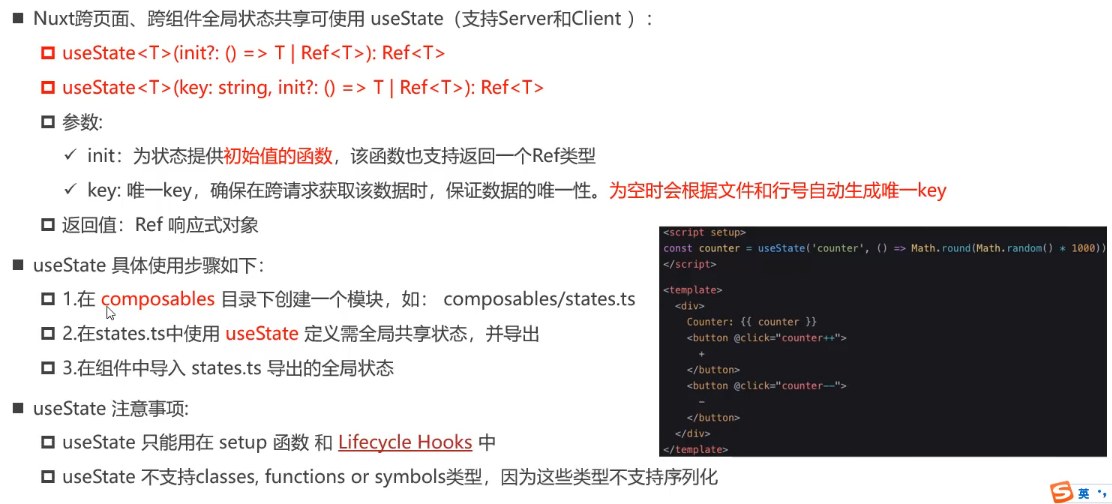 Nuxt跨页面、跨组件全局状态共享可使用 useState（支持Server和Client ）：
useState<T>(init?: () => T | Ref<T>): Ref<T>
useState<T>(key: string, init?: () => T | Ref<T>): Ref<T>
参数:
init：为状态提供初始值的函数，该函数也支持返回一个Ref类型
key: 唯一key，确保在跨请求获取该数据时，保证数据的唯一性。为空时会根据文件和行号自动生成唯一key
返回值：Ref 响应式对象
useState 具体使用步骤如下：
1.在 composables 目录下创建一个模块，如： composables/states.ts
2.在states.ts中使用 useState 定义需全局共享状态，并导出
3.在组件中导入 states.ts 导出的全局状态
useState 注意事项:
useState 只能用在 setup 函数 和 Lifecycle Hooks 中
useState 不支持classes, functions or symbols类型，因为这些类型不支持序列化
<script setup>
const counter = useState('counter', () => Math.round(Math.random() * 1000))
</script>
<template>
<div>
Counter: {{ counter }}
<button @click="counter++">
+
</button>
<button @click="counter--">
-
</button>
</div>
</template>
S 英